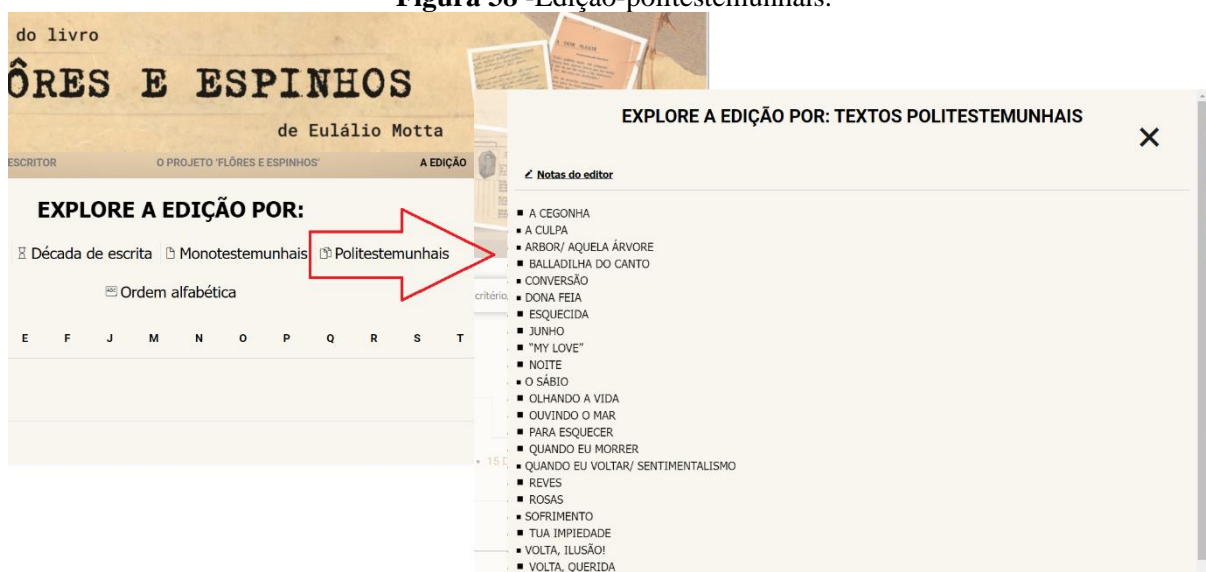 Figura 38 -Edição-politestemunhais.
do livro
ÔRES E ESPINHOS
de Eulálio Motta
ESCRITOR O PROJETO 'FLÔRES E ESPINHOS' A EDIÇÃO
EXPLORE A EDIÇÃO POR:
Década de escrita Monotestemunhais Politestemunhais
Ordem alfabética
E F J M N O P Q R S T
EXPLORE A EDIÇÃO POR: TEXTOS POLITESTEMUNHAIS
Notas do editor
A CEGONHA
A CULPA
ARBOR/ AQUELA ÁRVORE
BALLADILHA DO CANTO
CONVERSÃO
critério,
DONA FEIA
ESQUECIDA
JUNHO
"MY LOVE"
NOITE
O SÁBIO
OLHANDO A VIDA
OUVINDO O MAR
PARA ESQUECER
QUANDO EU MORRER
QUANDO EU VOLTAR/ SENTIMENTALISMO
REVES
ROSAS
SOFRIMENTO
TUA IMPIEDADE
VOLTA, ILUSÃO!
VOLTA, QUERIDA